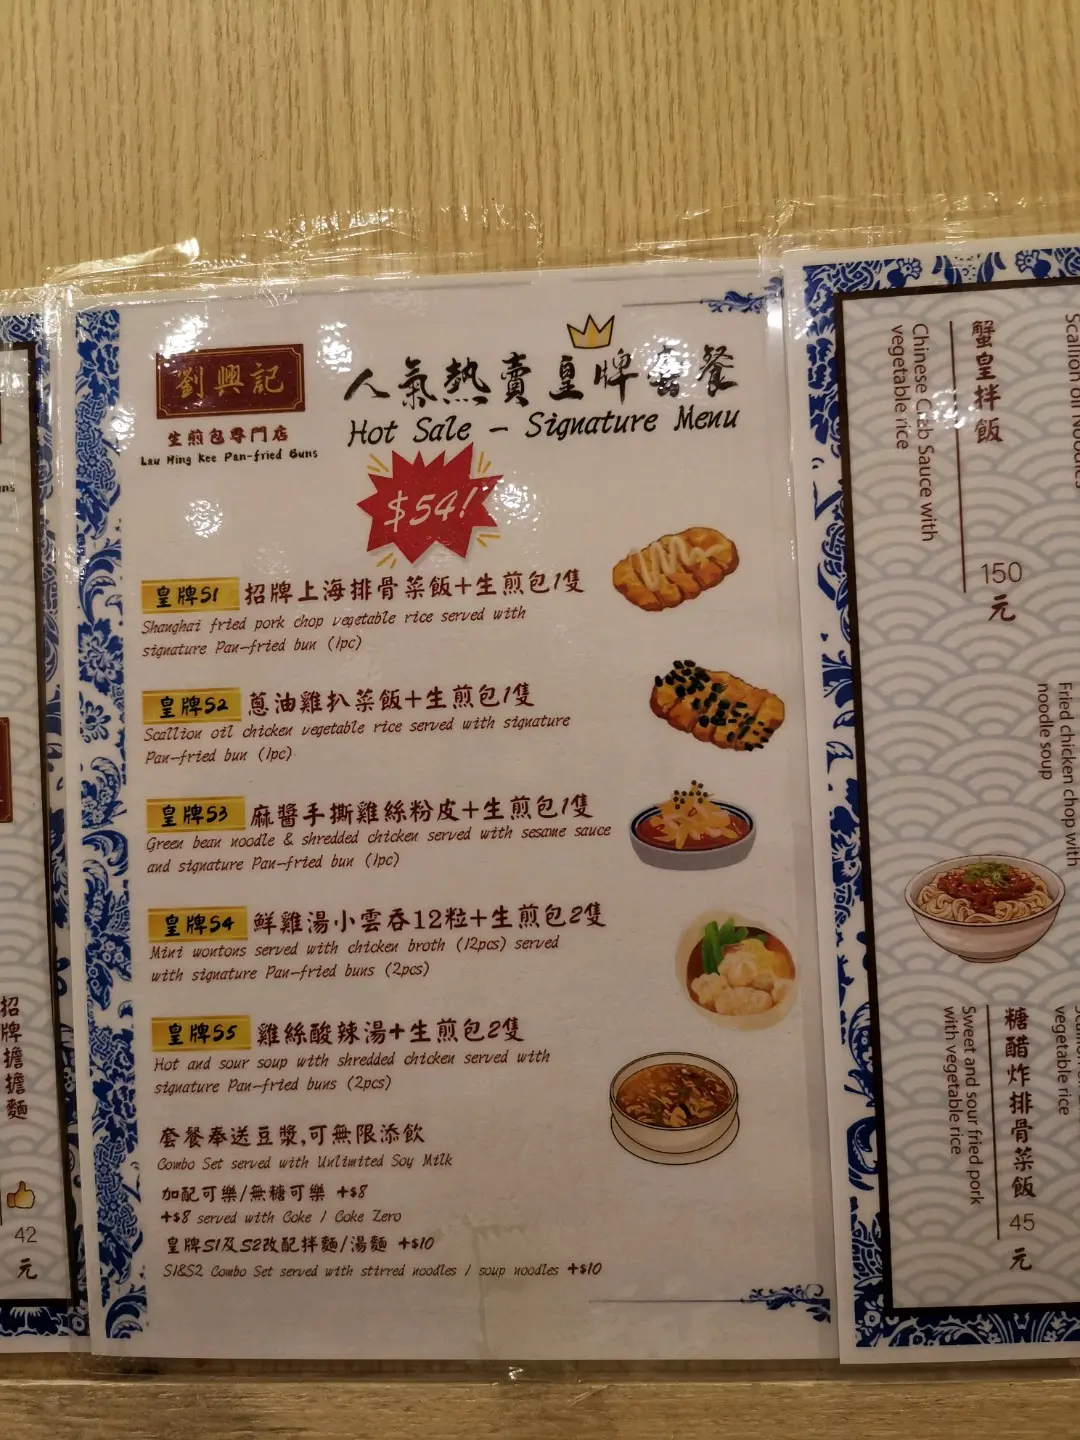 劉興記
生煎包專門店
Lau Hing Kee Pan-fried Buns
人氣熱賣皇牌套餐
Hot Sale – Signature Menu
$54!
皇牌S1 招牌上海排骨菜飯+生煎包1隻
Shanghai fried pork chop vegetable rice served with
signature Pan-fried bun (1pc)
皇牌S2 蔥油雞扒菜飯+生煎包1隻
Scallion oil chicken vegetable rice served with signature
Pan-fried bun (1pc)
皇牌S3 麻醬手撕雞絲粉皮+生煎包1隻
Green bean noodle & shredded chicken served with sesame sauce
and signature Pan-fried bun (1pc)
皇牌S4 鮮雞湯小雲吞12粒+生煎包2隻
Mini wontons served with chicken broth (12pcs) served
with signature Pan-fried buns (2pcs)
皇牌S5 雞絲酸辣湯+生煎包2隻
Hot and sour soup with shredded chicken served with
signature Pan-fried buns (2pcs)
套餐奉送豆漿,可無限添飲
Combo Set served with Unlimited Soy Milk
加配可樂/無糖可樂 +$8
+$8 served with Coke / Coke Zero
皇牌S1及S2改配拌麵/湯麵 +$10
S1&S2 Combo Set served with stirred noodles / soup noodles +$10
招牌擔擔麵
42
元
Scallion oil Noodles
蟹皇拌飯
Chinese Crab Sauce with
vegetable rice
150
元
Fried chicken chop with
noodle soup
vegetable rice
糖醋炸排骨菜飯
Sweet and sour fried pork
with vegetable rice
45
元